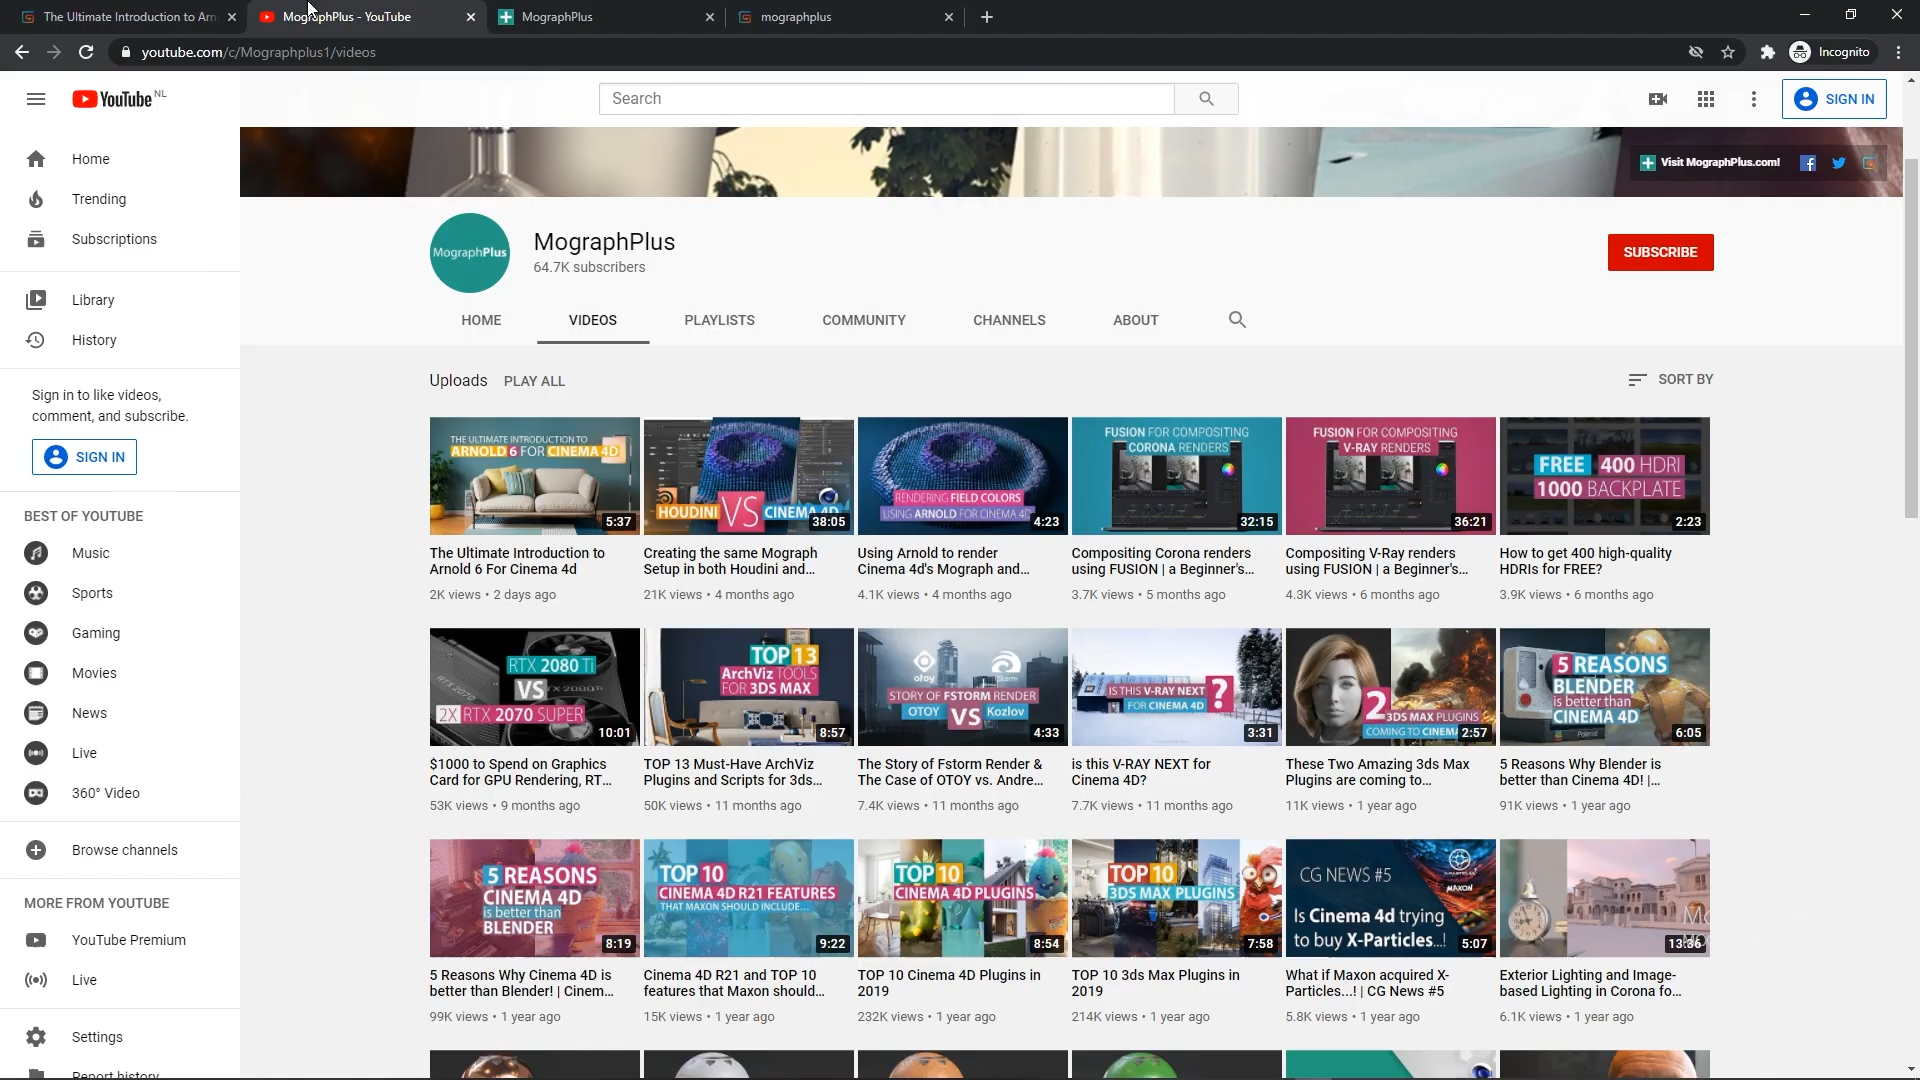 The Ultimate Introduction to Arn
MographPlus - YouTube
MographPlus
mographplus
youtube.com/c/Mographplus1/videos
Incognito
YouTube NL
Search
SIGN IN
Home
Trending
Subscriptions
Library
History
Sign in to like videos,
comment, and subscribe.
SIGN IN
BEST OF YOUTUBE
Music
Sports
Gaming
Movies
News
Live
360° Video
Browse channels
MORE FROM YOUTUBE
YouTube Premium
Live
Settings
Report history
Visit MographPlus.com!
MographPlus
MographPlus
64.7K subscribers
SUBSCRIBE
HOME
VIDEOS
PLAYLISTS
COMMUNITY
CHANNELS
ABOUT
Uploads
PLAY ALL
SORT BY
THE ULTIMATE INTRODUCTION TO
ARNOLD 6 FOR CINEMA 4D
5:37
The Ultimate Introduction to
Arnold 6 For Cinema 4d
2K views • 2 days ago
HOUDINI VS CINEMA 4D
38:05
Creating the same Mograph
Setup in both Houdini and...
21K views • 4 months ago
RENDERING FIELD COLORS
USING ARNOLD FOR CINEMA 4D
4:23
Using Arnold to render
Cinema 4d's Mograph and...
4.1K views • 4 months ago
FUSION FOR COMPOSITING
CORONA RENDERS
32:15
Compositing Corona renders
using FUSION | a Beginner's...
3.7K views • 5 months ago
FUSION FOR COMPOSITING
V-RAY RENDERS
36:21
Compositing V-Ray renders
using FUSION | a Beginner's...
4.3K views • 6 months ago
FREE 400 HDRI
1000 BACKPLATE
2:23
How to get 400 high-quality
HDRIs for FREE?
3.9K views • 6 months ago
RTX 2080 Ti
VS
2X RTX 2070 SUPER
10:01
$1000 to Spend on Graphics
Card for GPU Rendering, RT...
53K views • 9 months ago
TOP 13
ArchViz TOOLS
FOR 3DS MAX
8:57
TOP 13 Must-Have ArchViz
Plugins and Scripts for 3ds...
50K views • 11 months ago
otoy
STORY OF FSTORM RENDER
OTOY VS Kozlov
4:33
The Story of Fstorm Render &
The Case of OTOY vs. Andre...
7.4K views • 11 months ago
IS THIS V-RAY NEXT
FOR CINEMA 4D
?
3:31
is this V-RAY NEXT for
Cinema 4D?
7.7K views • 11 months ago
2 3DS MAX PLUGINS
COMING TO CINEMA
2:57
These Two Amazing 3ds Max
Plugins are coming to...
11K views • 1 year ago
5 REASONS
BLENDER
is better than
CINEMA 4D
6:05
5 Reasons Why Blender is
better than Cinema 4D! |...
91K views • 1 year ago
5 REASONS
CINEMA 4D
is better than
BLENDER
8:19
5 Reasons Why Cinema 4D is
better than Blender! | Cinem...
99K views • 1 year ago
TOP 10
CINEMA 4D R21 FEATURES
THAT MAXON SHOULD INCLUDE...
9:22
Cinema 4D R21 and TOP 10
features that Maxon should...
15K views • 1 year ago
TOP 10
CINEMA 4D PLUGINS
8:54
TOP 10 Cinema 4D Plugins in
2019
232K views • 1 year ago
TOP 10
3DS MAX PLUGINS
7:58
TOP 10 3ds Max Plugins in
2019
214K views • 1 year ago
CG NEWS #5
MAXON
Is Cinema 4d trying
to buy X-Particles...!
5:07
What if Maxon acquired X-
Particles...! | CG News #5
5.8K views • 1 year ago
13:36
Exterior Lighting and Image-
based Lighting in Corona fo...
6.1K views • 1 year ago